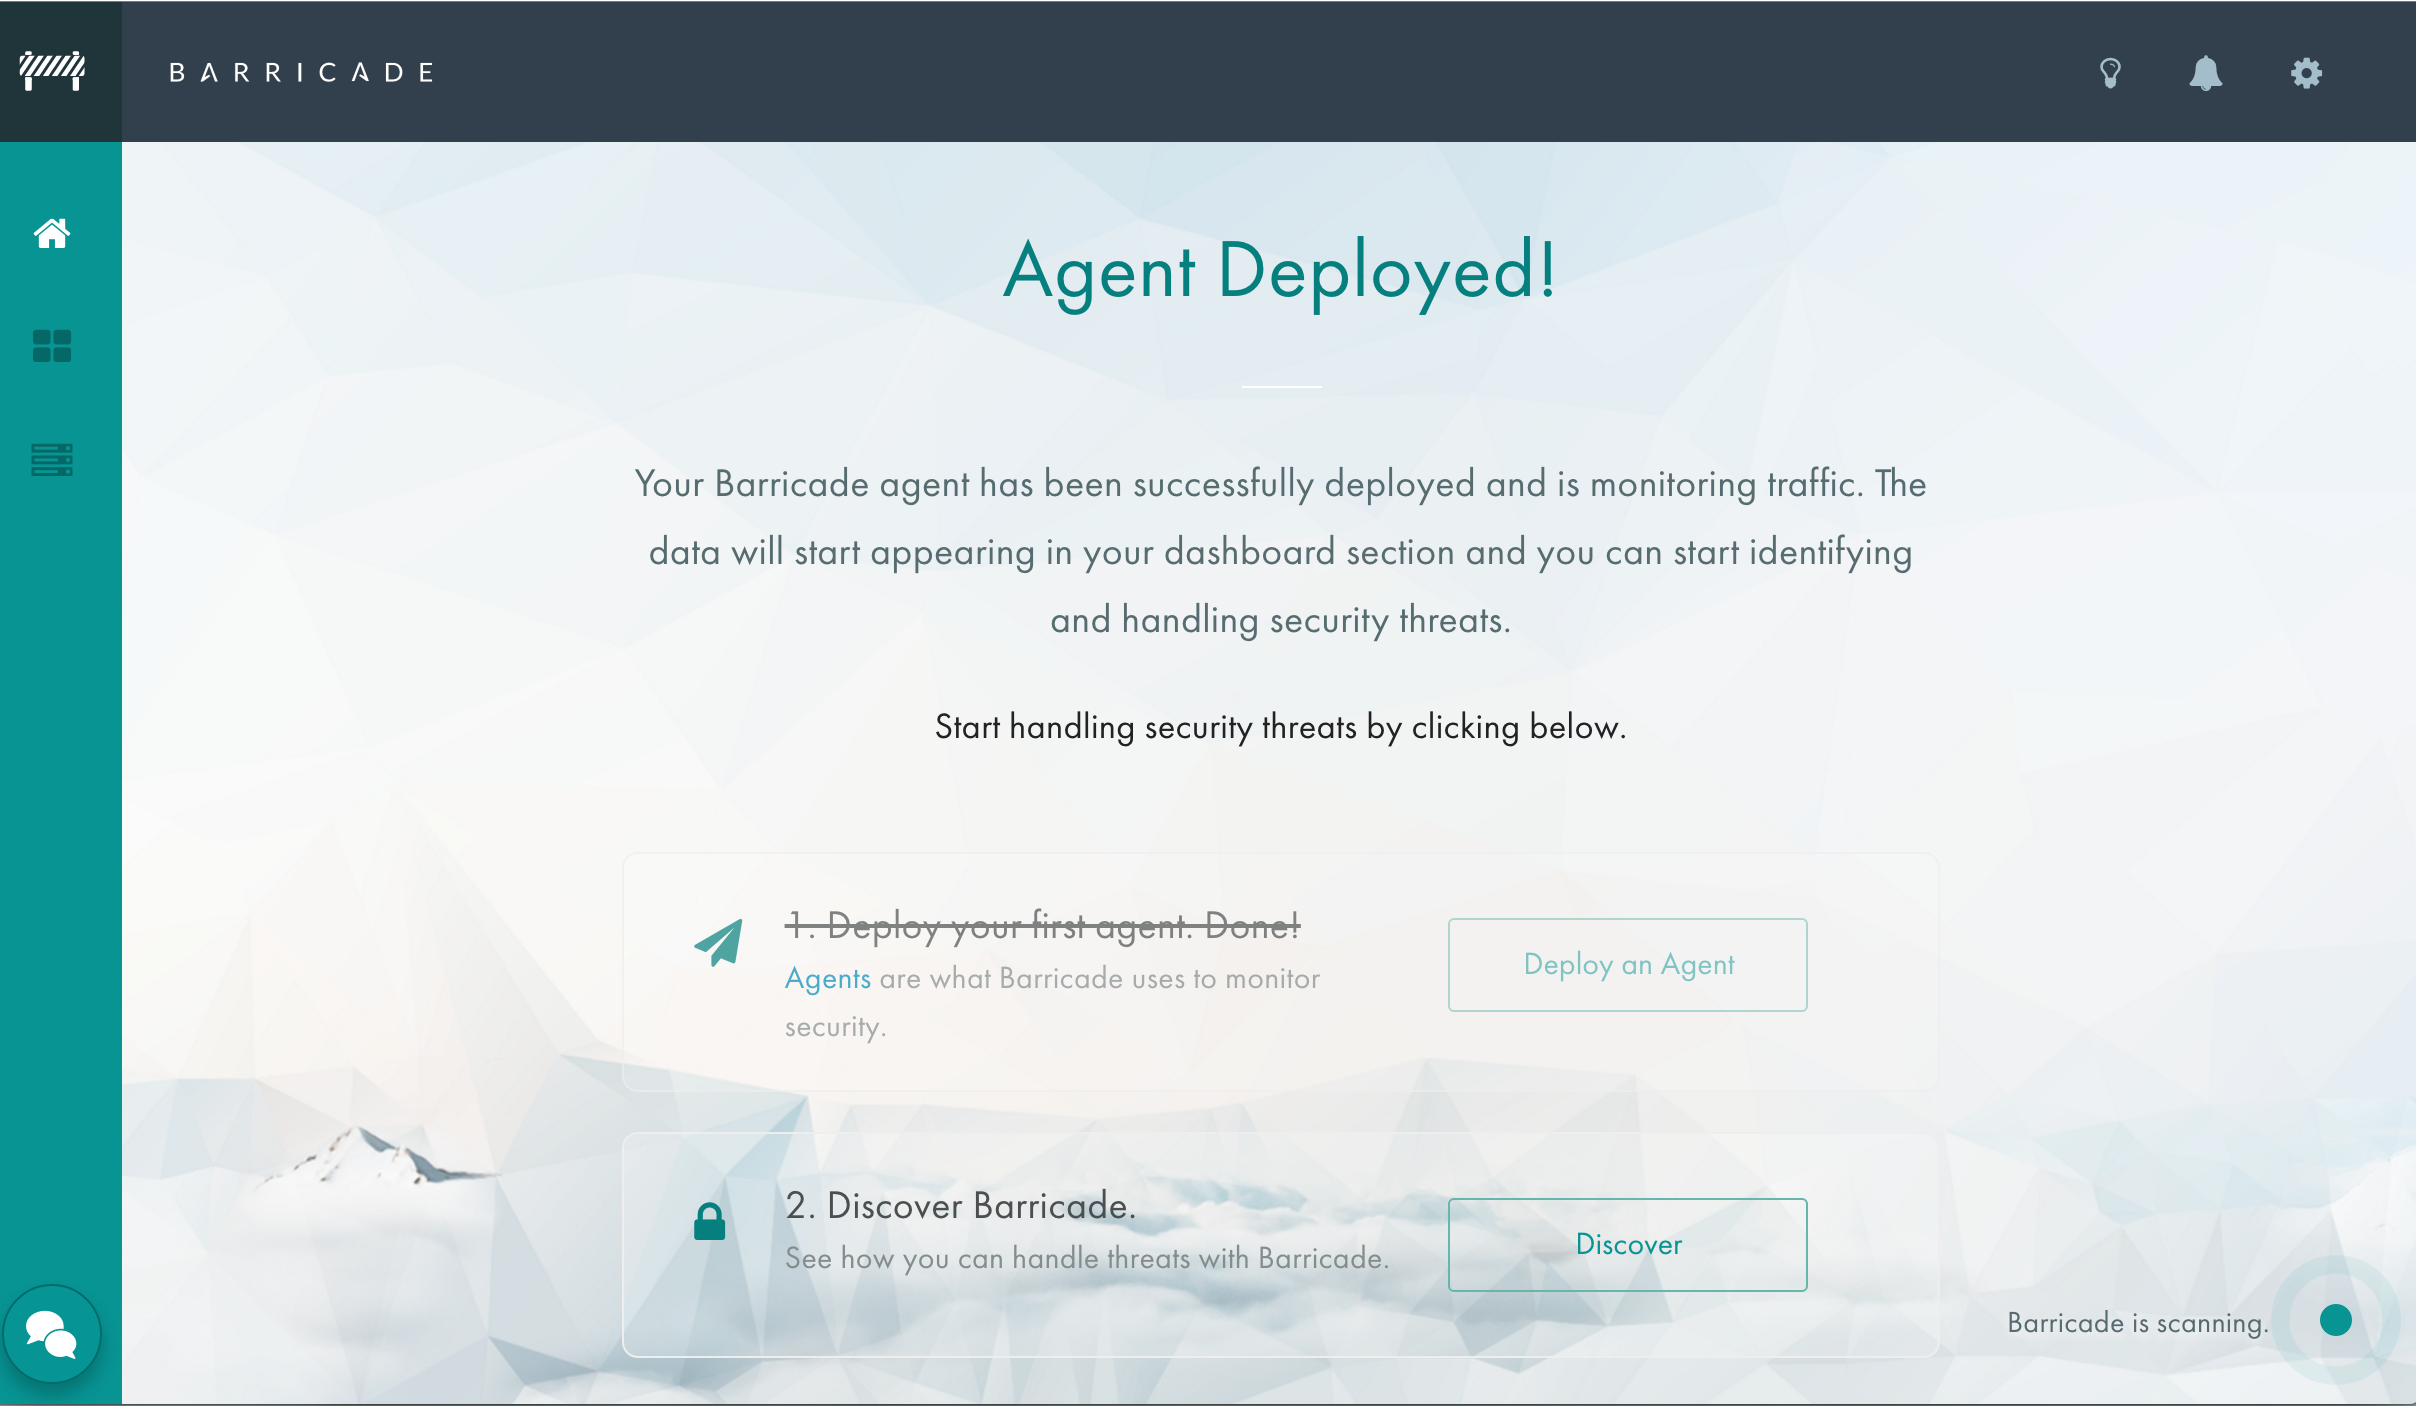 BARRICADE
Agent Deployed!
Your Barricade agent has been successfully deployed and is monitoring traffic. The
data will start appearing in your dashboard section and you can start identifying
and handling security threats.
Start handling security threats by clicking below.
1. Deploy your first agent. Done!
Agents are what Barricade uses to monitor
security.
Deploy an Agent
2. Discover Barricade.
See how you can handle threats with Barricade.
Discover
Barricade is scanning.